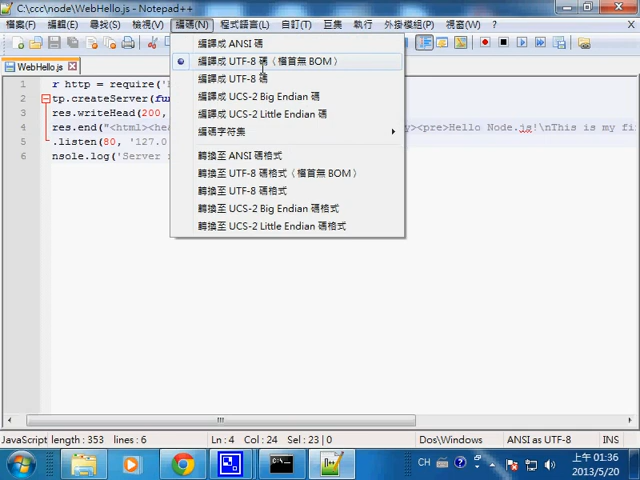 C:\ccc\node\WebHello.js - Notepad++
檔案(F) 編輯(E) 尋找(S) 檢視(V) 編碼(N) 程式語言(L) 自訂(T) 巨集 執行 外掛模組(P) 視窗(W) ?
WebHello.js
編譯成 ANSI 碼
編譯成 UTF-8 碼（檔首無 BOM）
編譯成 UTF-8 碼
編譯成 UCS-2 Big Endian 碼
編譯成 UCS-2 Little Endian 碼
編碼字符集
轉換至 ANSI 碼格式
轉換至 UTF-8 碼格式（檔首無 BOM）
轉換至 UTF-8 碼格式
轉換至 UCS-2 Big Endian 碼格式
轉換至 UCS-2 Little Endian 碼格式
1 r http = require('
2 tp.createServer(fu
3 res.writeHead(200,
4 res.end("<html><he y><pre>Hello Node.js!\nThis is my fi
5 .listen(80, '127.0
6 nsole.log('Server
JavaScript length : 353 lines : 6 Ln : 4 Col : 24 Sel : 23 | 0 Dos\Windows ANSI as UTF-8 INS
CH
上午 01:36
2013/5/20